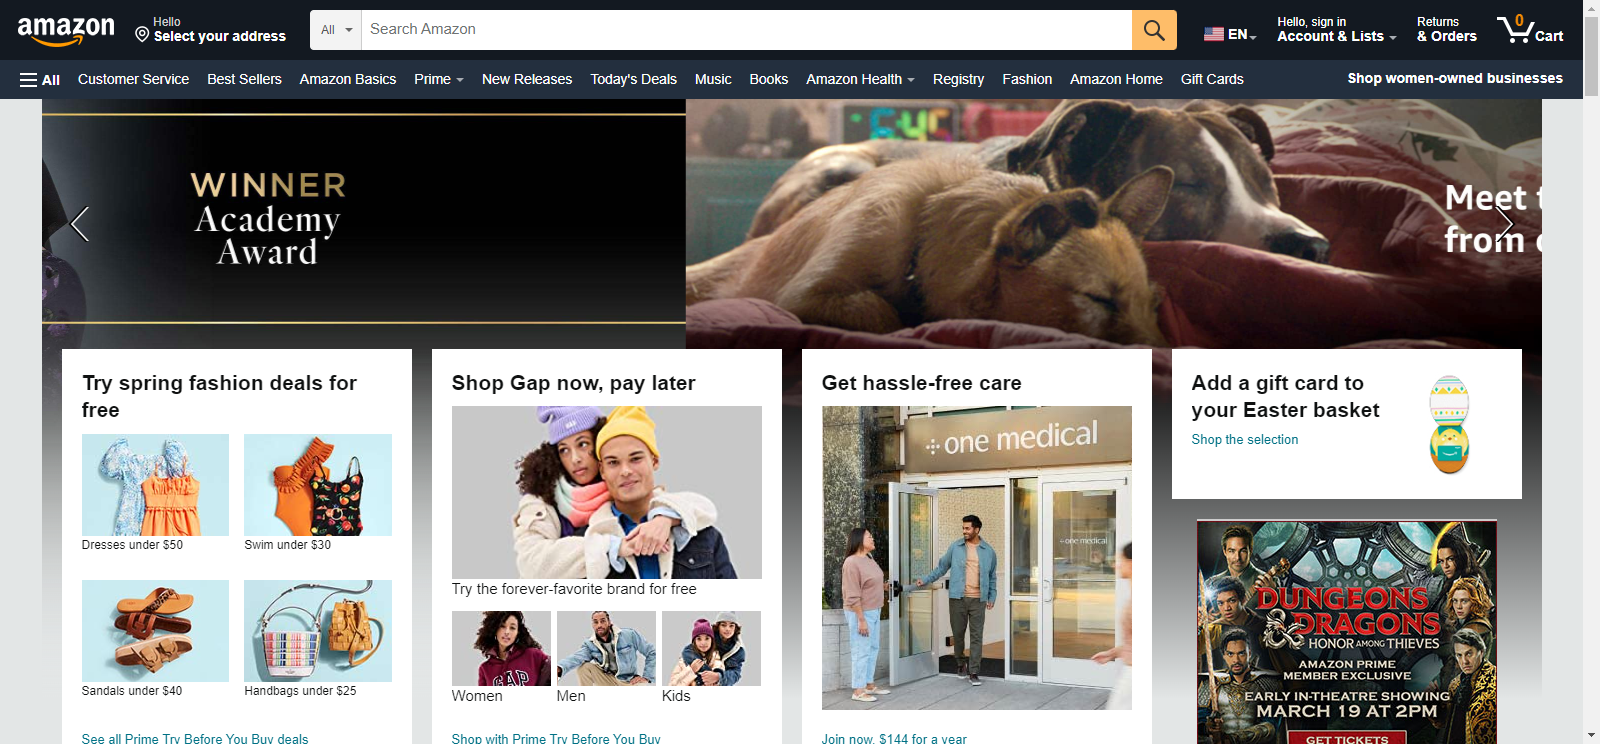 amazon
Hello
Select your address
All
Search Amazon
EN
Hello, sign in
Account & Lists
Returns
& Orders
0
Cart
All
Customer Service
Best Sellers
Amazon Basics
Prime
New Releases
Today's Deals
Music
Books
Amazon Health
Registry
Fashion
Amazon Home
Gift Cards
Shop women-owned businesses
WINNER
Academy
Award
Meet
from
Try spring fashion deals for
free
Dresses under $50
Swim under $30
Sandals under $40
Handbags under $25
See all Prime Try Before You Buy deals
Shop Gap now, pay later
Try the forever-favorite brand for free
GAP
Women
Men
Kids
Shop with Prime Try Before You Buy
Get hassle-free care
one medical
one medical
Join now, $144 for a year
Add a gift card to
your Easter basket
Shop the selection
DUNGEONS
& DRAGONS
HONOR AMONG THIEVES
AMAZON PRIME
MEMBER EXCLUSIVE
EARLY IN-THEATRE SHOWING
MARCH 19 AT 2PM
GET TICKETS